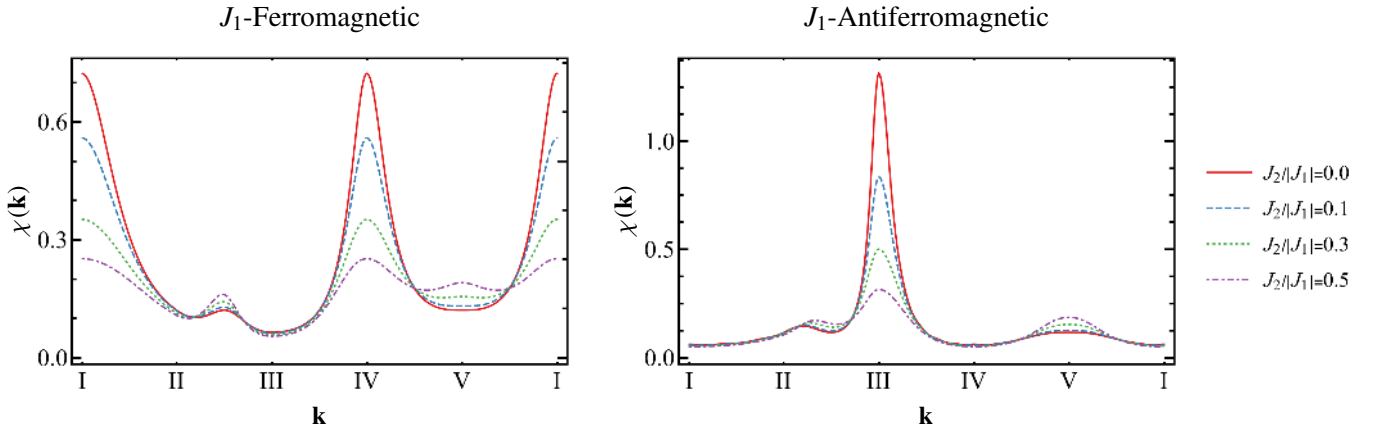 J₁-Ferromagnetic
0.6
0.3
0.0
χ(k)
I II III IV V I
k
J₁-Antiferromagnetic
1.0
0.5
0.0
χ(k)
I II III IV V I
k
J₂/|J₁|=0.0
J₂/|J₁|=0.1
J₂/|J₁|=0.3
J₂/|J₁|=0.5